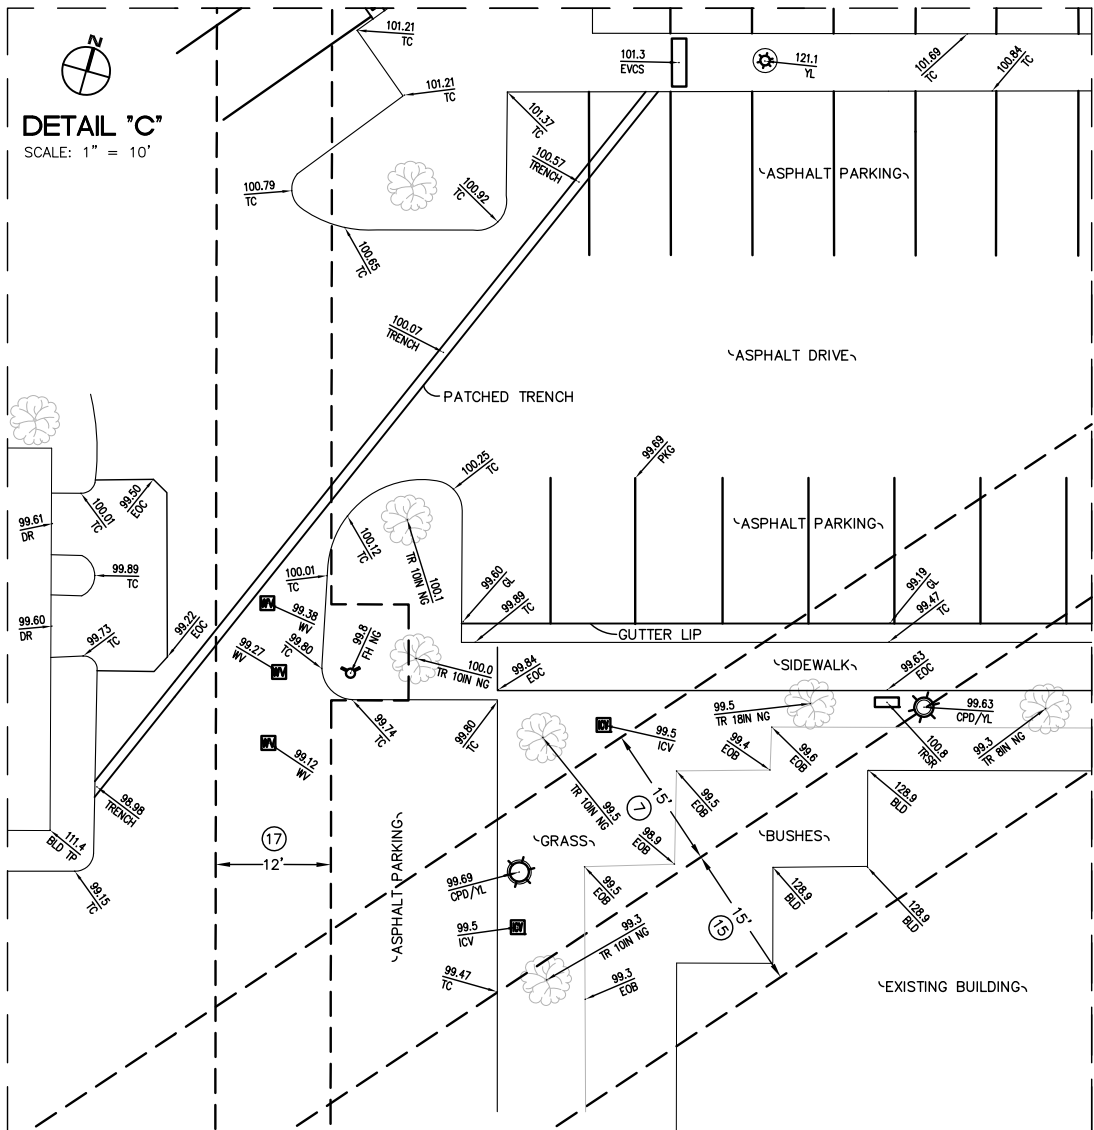 N
DETAIL "C"
SCALE: 1" = 10'
101.21
TC
101.3
EVCS
121.1
YL
101.69
TC
100.84
TC
101.21
TC
101.37
TC
100.57
TRENCH
ASPHALT PARKING
100.79
TC
100.92
TC
100.65
TC
100.07
TRENCH
ASPHALT DRIVE
PATCHED TRENCH
99.69
PKG
100.25
TC
99.50
EOC
100.01
TC
99.61
DR
100.12
TC
ASPHALT PARKING
99.89
TC
100.01
TC
100.1
TR 10IN NG
99.60
GL
99.89
TC
99.19
GL
99.47
TC
WV
99.38
WV
99.60
DR
99.73
TC
99.22
EOC
99.80
TC
99.8
FH NG
GUTTER LIP
99.27
WV
WV
100.0
TR 10IN NG
99.84
EOC
SIDEWALK
99.63
EOC
99.74
TC
99.80
TC
ICV
99.5
ICV
99.5
TR 18IN NG
99.63
CPD/YL
WV
99.12
WV
99.4
EOB
99.6
EOB
100.8
TRSR
99.3
TR 8IN NG
98.98
TRENCH
99.5
TR 10IN NG
7
15'
99.5
EOB
128.9
BLD
111.4
BLD TP
17
12'
ASPHALT PARKING
GRASS
98.9
EOB
BUSHES
99.15
TC
99.69
CPD/YL
99.5
EOB
15'
15
128.9
BLD
128.9
BLD
99.5
ICV
ICV
99.3
TR 10IN NG
99.47
TC
99.3
EOB
EXISTING BUILDING